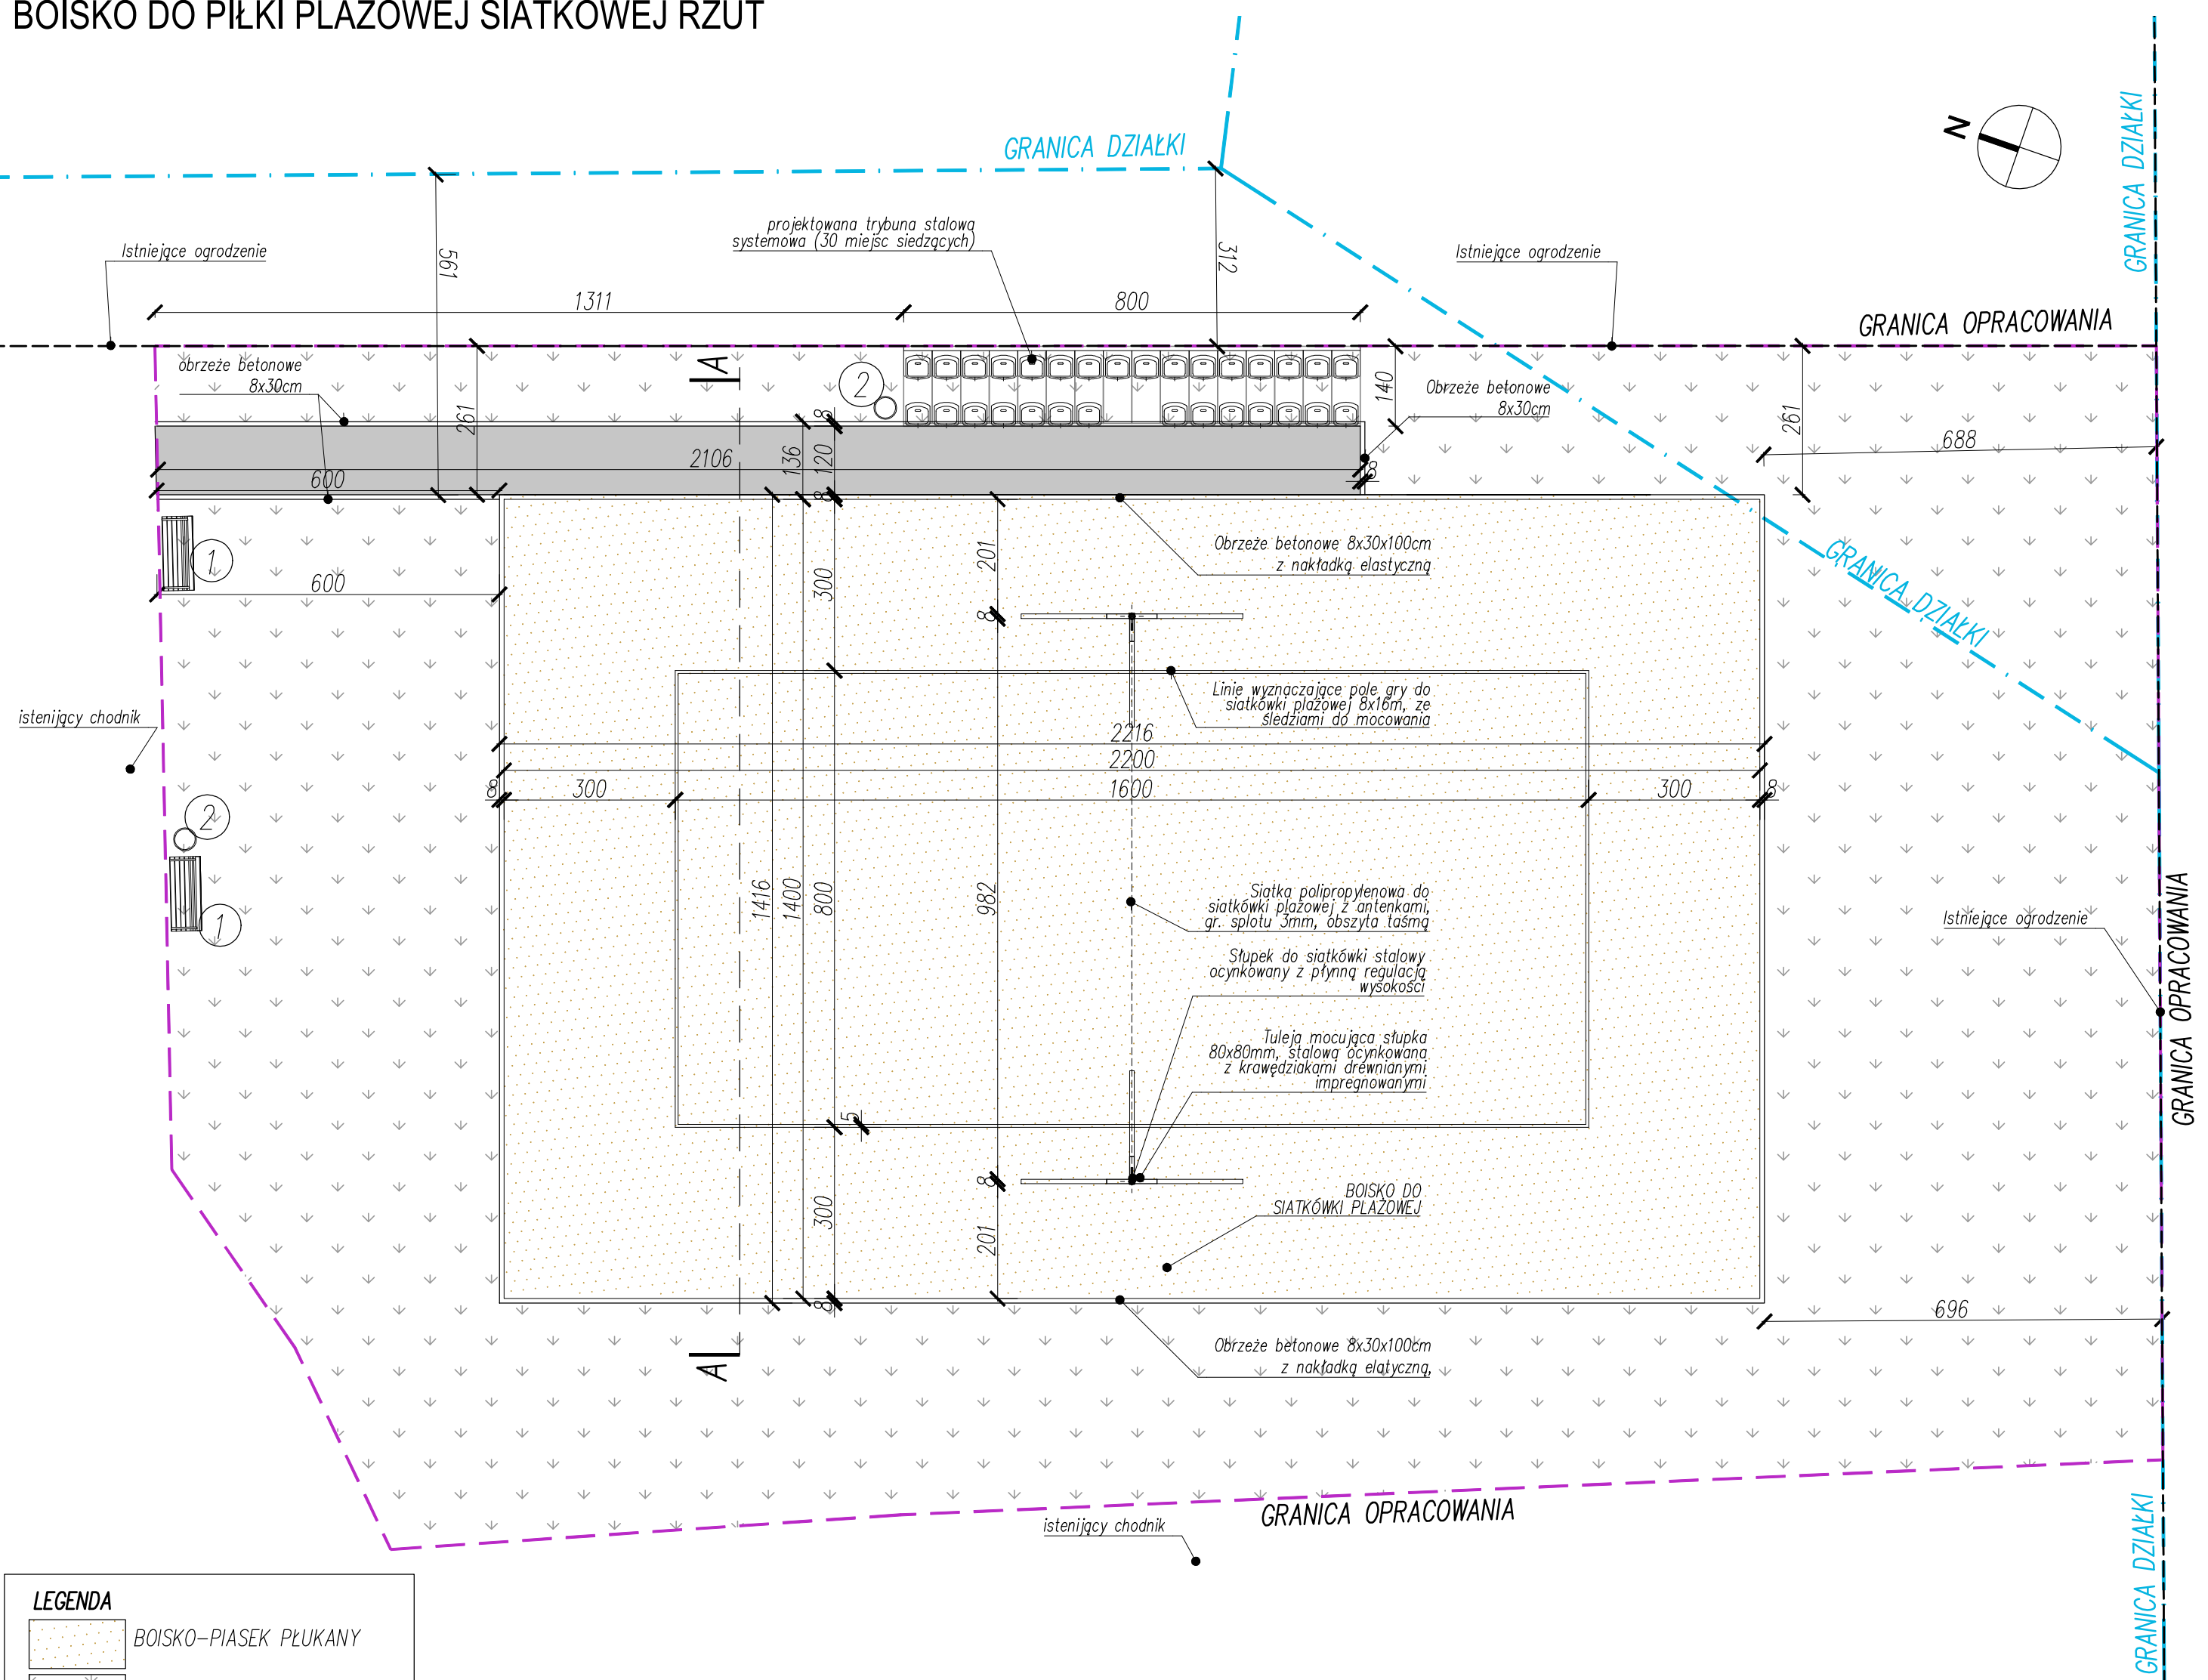 BOISKO DO PIŁKI PLAŻOWEJ SIATKOWEJ RZUT
GRANICA DZIAŁKI
GRANICA DZIAŁKI
N
projektowana trybuna stalowa
systemowa (30 miejsc siedzących)
Istniejące ogrodzenie
561
312
Istniejące ogrodzenie
1311
800
GRANICA OPRACOWANIA
obrzeże betonowe
8x30cm
261
A
2
140
Obrzeże betonowe
8x30cm
261
688
8
136
120
2106
600
8
8
1
600
201
300
8
Obrzeże betonowe 8x30x100cm
z nakładką elastyczną
GRANICA DZIAŁKI
Linie wyznaczające pole gry do
siatkówki plażowej 8x16m, ze
śledziami do mocowania
istenijący chodnik
2216
2200
8
300
1600
300
8
2
1
1416
1400
800
982
Siatka polipropylenowa do
siatkówki plażowej z antenkami,
gr. splotu 3mm, obszyta taśmą
Słupek do siatkówki stalowy
ocynkowany z płynną regulacją
wysokości
Tuleja mocująca słupka
80x80mm, stalowa ocynkowana
z krawędziakami drewnianymi
impregnowanymi
Istniejące ogrodzenie
GRANICA OPRACOWANIA
5
8
300
201
8
BOISKO DO
SIATKÓWKI PLAŻOWEJ
696
A
Obrzeże betonowe 8x30x100cm
z nakładką elatyczną,
GRANICA OPRACOWANIA
istenijący chodnik
GRANICA DZIAŁKI
LEGENDA
BOISKO-PIASEK PŁUKANY